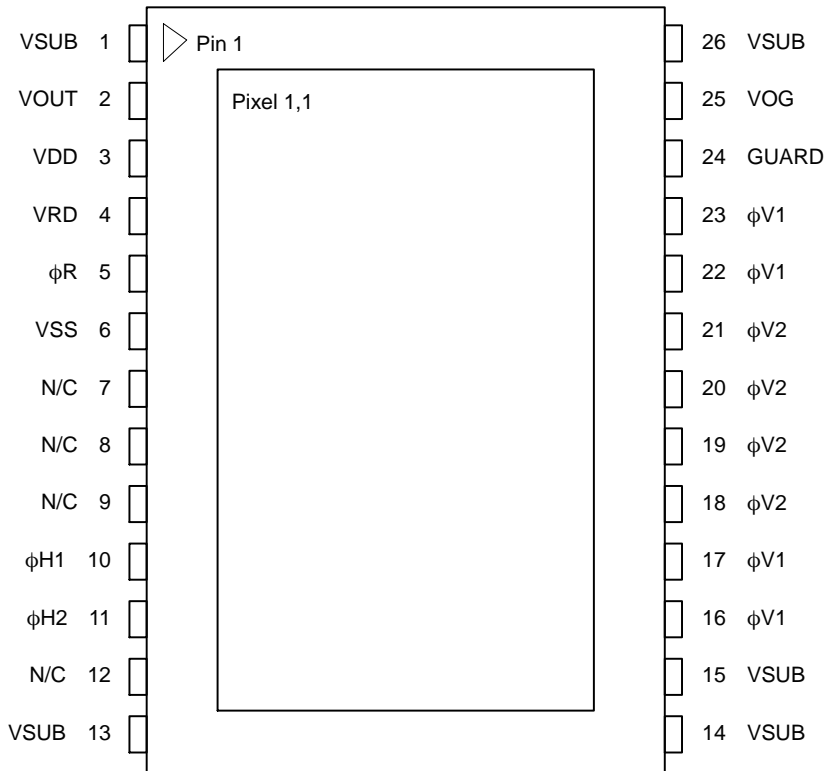 VSUB 1 Pin 1 26 VSUB
VOUT 2 Pixel 1,1 25 VOG
VDD 3 24 GUARD
VRD 4 23 ϕV1
ϕR 5 22 ϕV1
VSS 6 21 ϕV2
N/C 7 20 ϕV2
N/C 8 19 ϕV2
N/C 9 18 ϕV2
ϕH1 10 17 ϕV1
ϕH2 11 16 ϕV1
N/C 12 15 VSUB
VSUB 13 14 VSUB